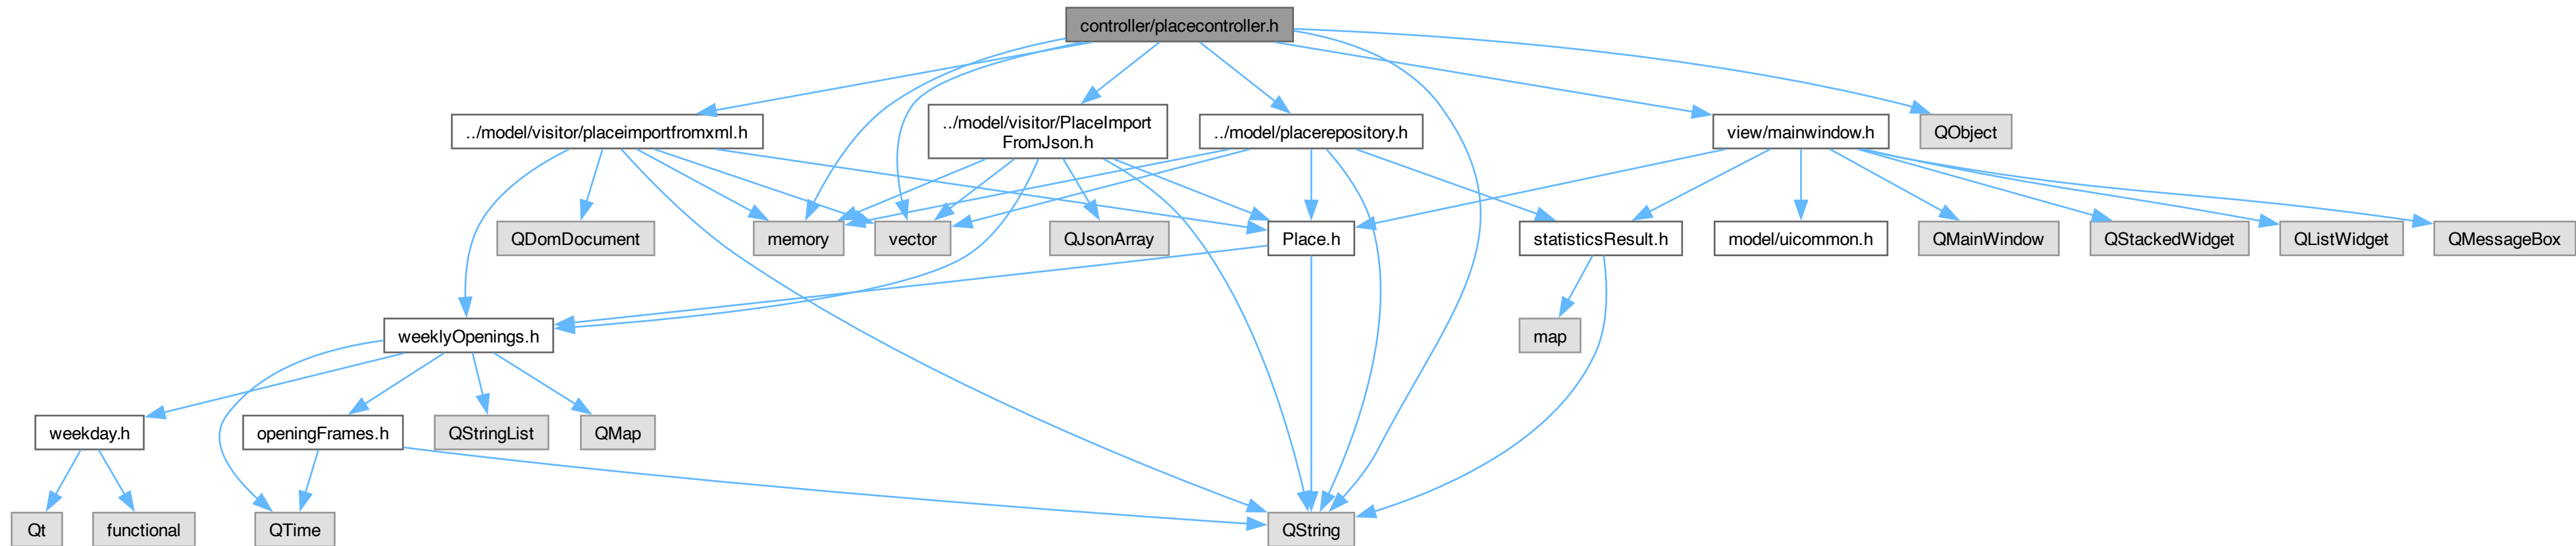 controller/placecontroller.h
../model/visitor/placeimportfromxml.h
../model/visitor/PlaceImport
FromJson.h
../model/placerepository.h
view/mainwindow.h
QObject
QDomDocument
memory
vector
QJsonArray
Place.h
statisticsResult.h
model/uicommon.h
QMainWindow
QStackedWidget
QListWidget
QMessageBox
weeklyOpenings.h
map
weekday.h
openingFrames.h
QStringList
QMap
Qt
functional
QTime
QString